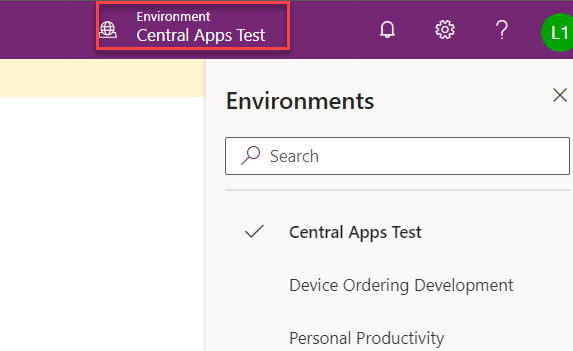 Environment
Central Apps Test
L1
Environments
Search
Central Apps Test
Device Ordering Development
Personal Productivity